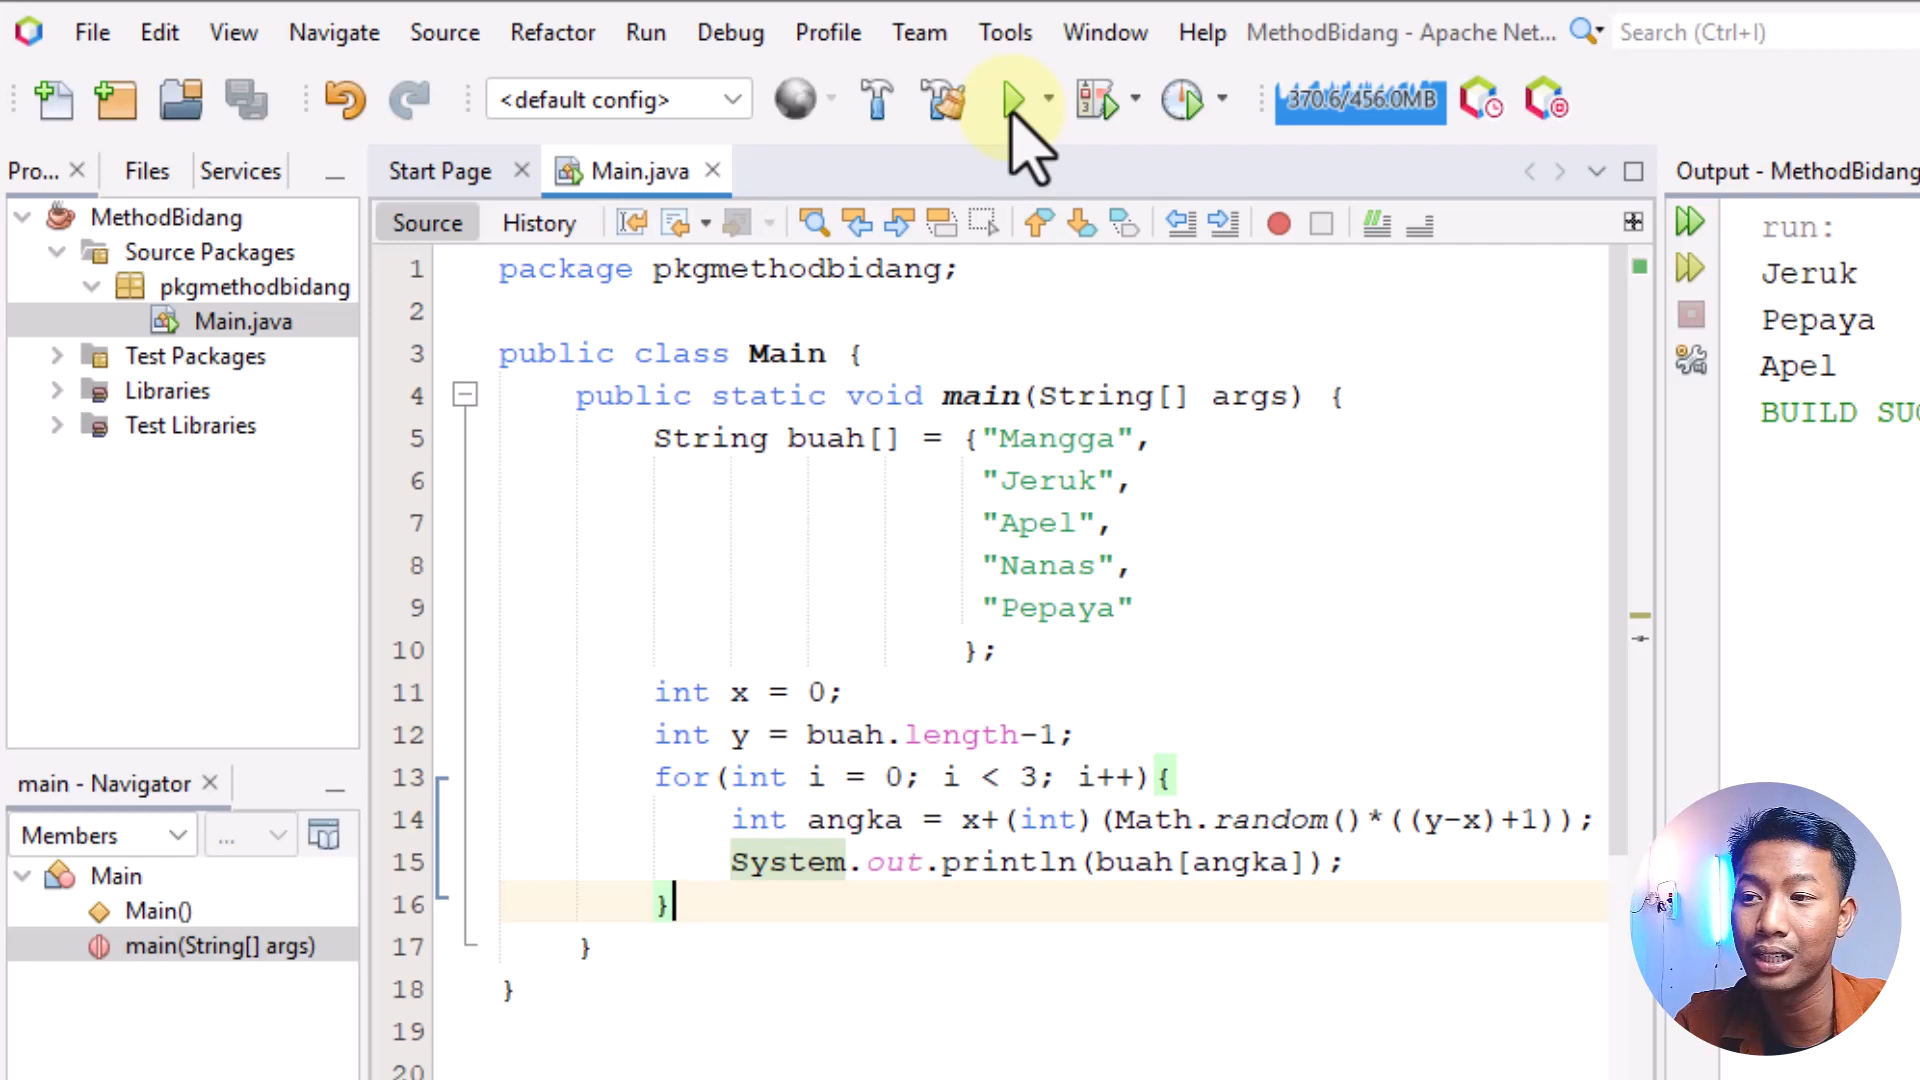 File Edit View Navigate Source Refactor Run Debug Profile Team Tools Window Help MethodBidang - Apache Net... Search (Ctrl+I)
<default config> 370.6/456.0MB
Pro... Files Services Start Page Main.java Output - MethodBidang
Source History
MethodBidang
Source Packages
pkgmethodbidang
Main.java
Test Packages
Libraries
Test Libraries
main - Navigator
Members ...
Main
Main()
main(String[] args)
1 package pkgmethodbidang;
2
3 public class Main {
4 public static void main(String[] args) {
5 String buah[] = {"Mangga",
6 "Jeruk",
7 "Apel",
8 "Nanas",
9 "Pepaya"
10 };
11 int x = 0;
12 int y = buah.length-1;
13 for(int i = 0; i < 3; i++){
14 int angka = x+(int)(Math.random()*((y-x)+1));
15 System.out.println(buah[angka]);
16 }
17 }
18 }
19
20
run:
Jeruk
Pepaya
Apel
BUILD SUC